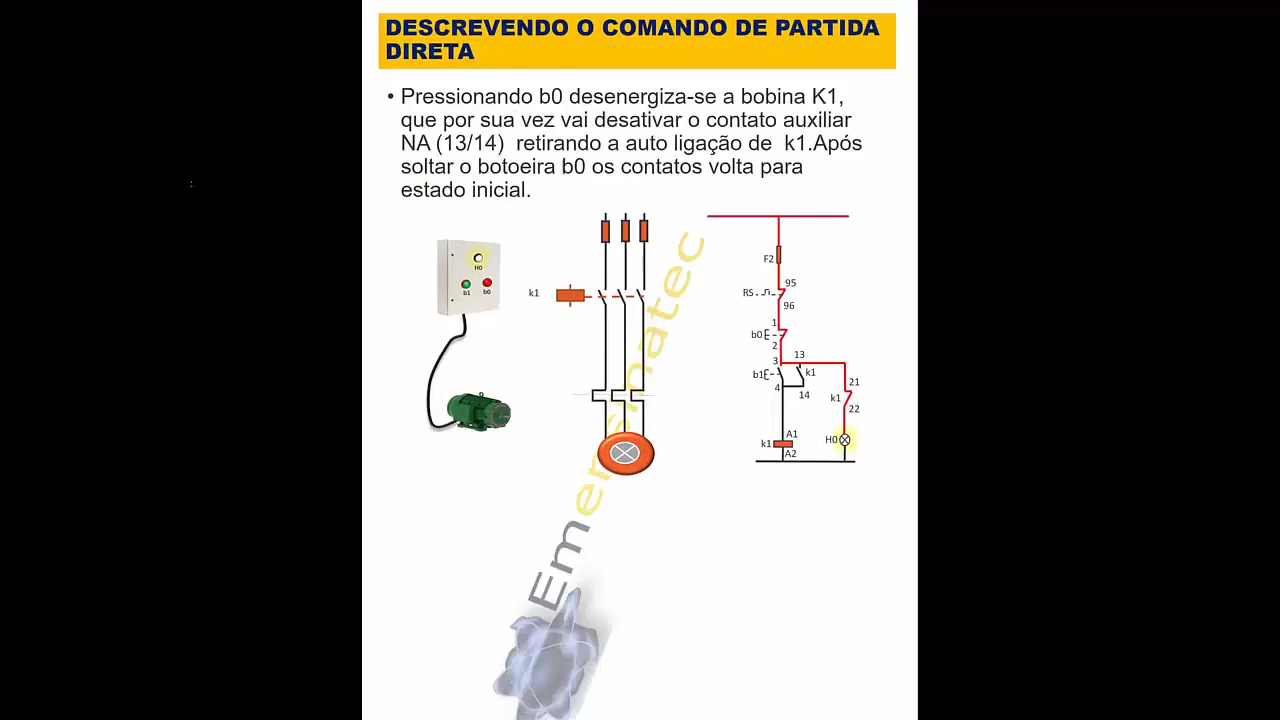 DESCREVENDO O COMANDO DE PARTIDA
DIRETA
• Pressionando b0 desenergiza-se a bobina K1,
que por sua vez vai desativar o contato auxiliar
NA (13/14)  retirando a auto ligação de  k1.Após
soltar o botoeira b0 os contatos volta para
estado inicial.
H0
b1 b0
k1
F2
RS
95
96
b0
1
2
b1
3
4
13
k1
14
21
k1
22
H0
k1
A1
A2
Emersmatec